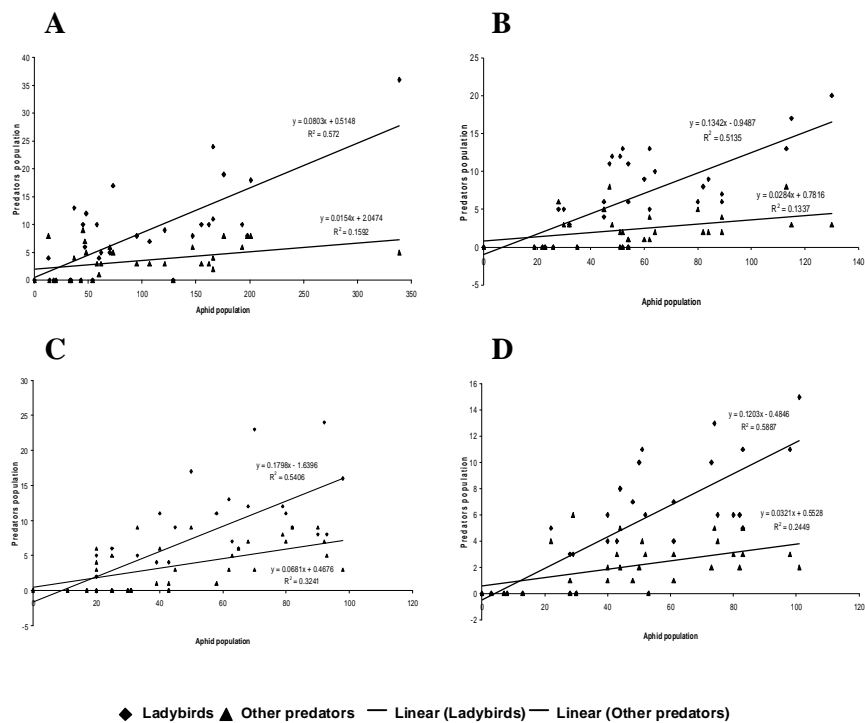 A
B
40
35
30
25
20
15
10
5
0
Predators population
0 50 100 150 200 250 300 350
Aphid population
y = 0.0803x + 0.5148
R² = 0.572
y = 0.0154x + 2.0474
R² = 0.1592
25
20
15
10
5
0
-5
Predators population
0 20 40 60 80 100 120 140
Aphid population
y = 0.1342x - 0.9487
R² = 0.5135
y = 0.0284x + 0.7816
R² = 0.1337
C
D
30
25
20
15
10
5
0
-5
Predators population
0 20 40 60 80 100 120
Aphid population
y = 0.1798x - 1.6396
R² = 0.5406
y = 0.0681x + 0.4676
R² = 0.3241
16
14
12
10
8
6
4
2
0
-2
Predators population
0 20 40 60 80 100 120
Aphid population
y = 0.1203x - 0.4846
R² = 0.5887
y = 0.0321x + 0.5528
R² = 0.2449
Ladybirds Other predators Linear (Ladybirds) Linear (Other predators)